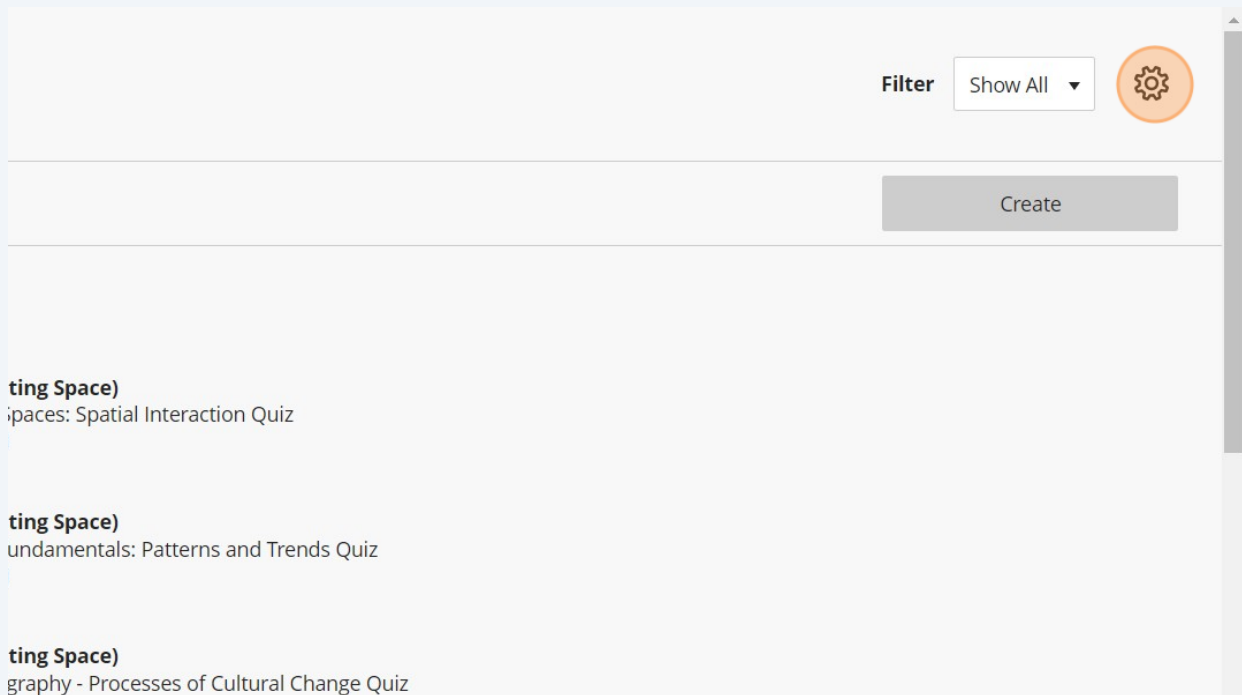 Filter Show All
Create
ting Space)
Spaces: Spatial Interaction Quiz
ting Space)
undamentals: Patterns and Trends Quiz
ting Space)
graphy - Processes of Cultural Change Quiz